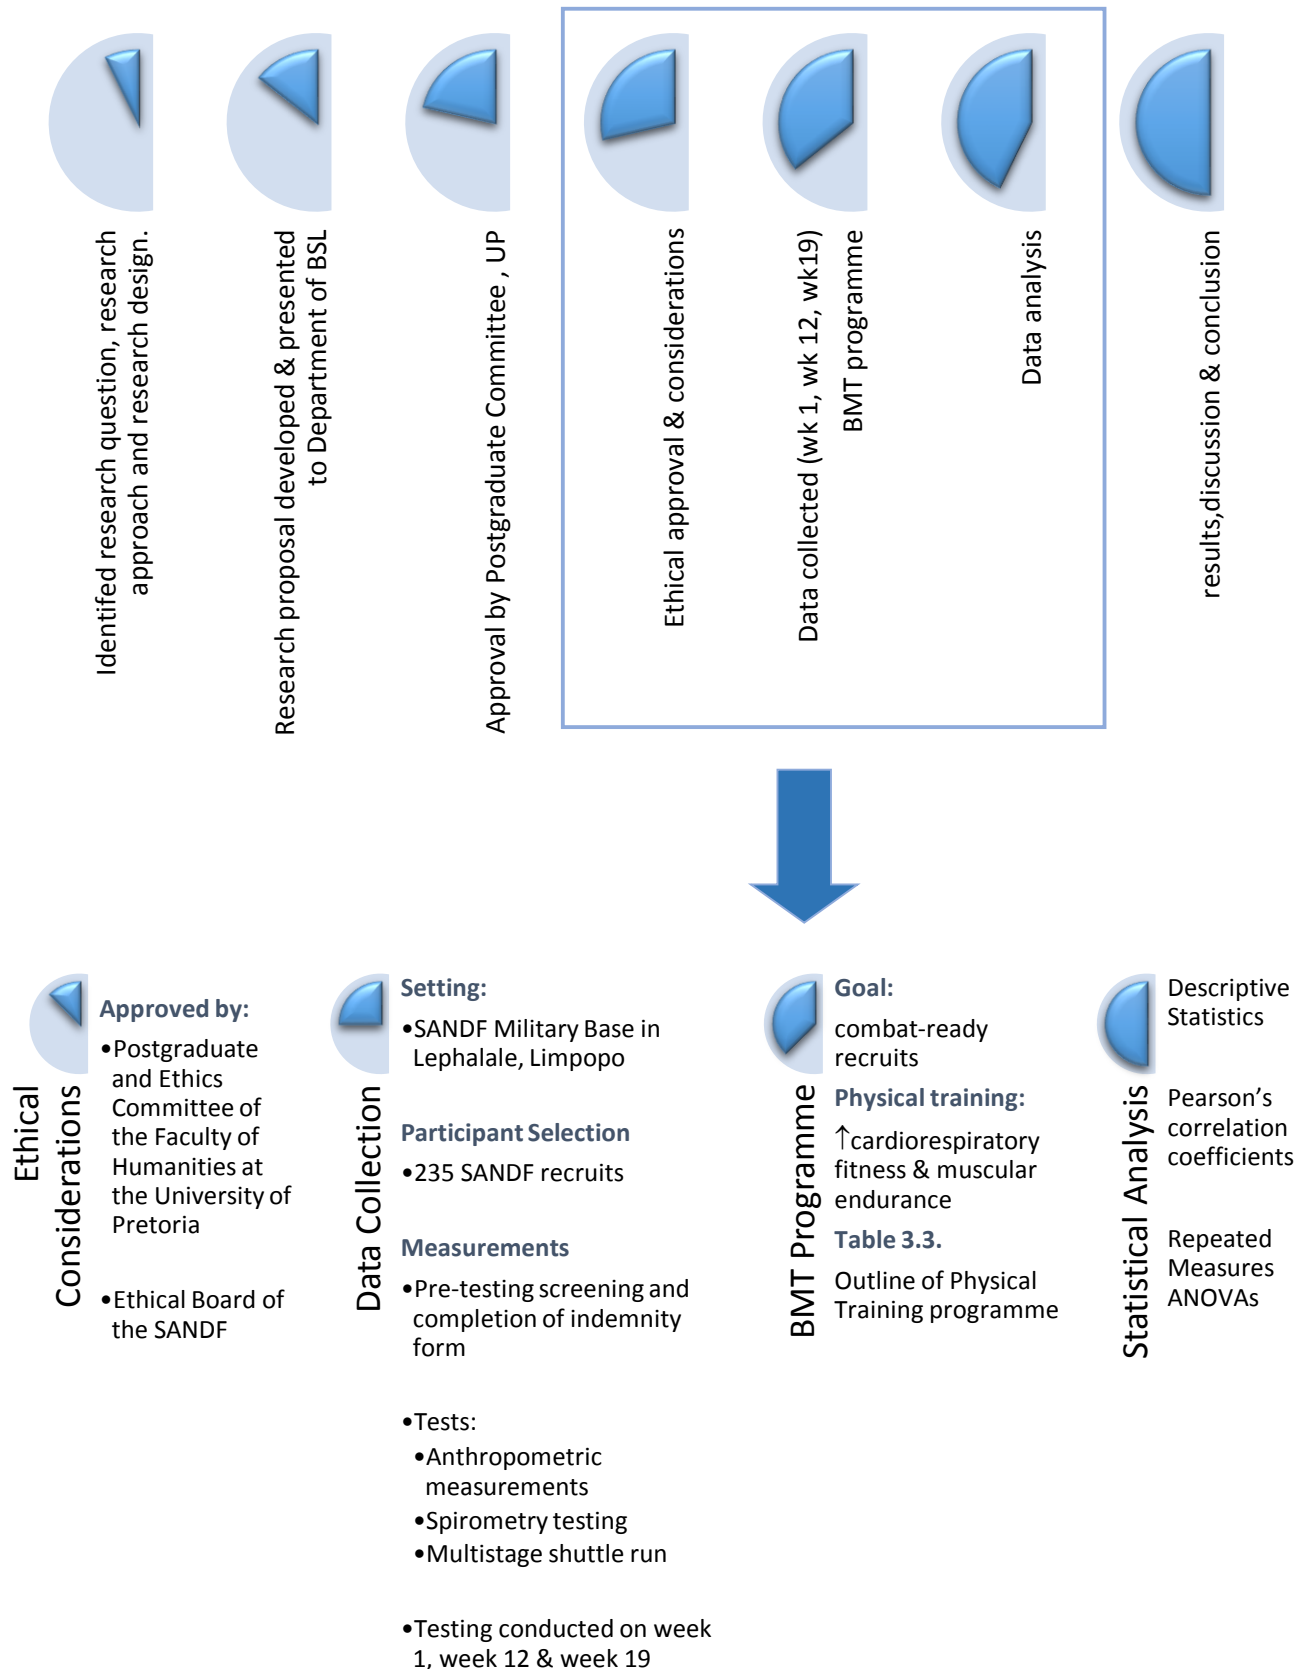 Identifed research question, research
approach and research design.
Research proposal developed & presented
to Department of BSL
Approval by Postgraduate Committee , UP
Ethical approval & considerations
Data collected (wk 1, wk 12, wk19)
BMT programme
Data analysis
results,discussion & conclusion
Ethical
Considerations
Approved by:
•Postgraduate
and Ethics
Committee of
the Faculty of
Humanities at
the University of
Pretoria
•Ethical Board of
the SANDF
Data Collection
Setting:
•SANDF Military Base in
Lephalale, Limpopo
Participant Selection
•235 SANDF recruits
Measurements
•Pre-testing screening and
completion of indemnity
form
•Tests:
•Anthropometric
measurements
•Spirometry testing
•Multistage shuttle run
•Testing conducted on week
1, week 12 & week 19
BMT Programme
Goal:
combat-ready
recruits
Physical training:
↑cardiorespiratory
fitness & muscular
endurance
Table 3.3.
Outline of Physical
Training programme
Statistical Analysis
Descriptive
Statistics
Pearson's
correlation
coefficients
Repeated
Measures
ANOVAs